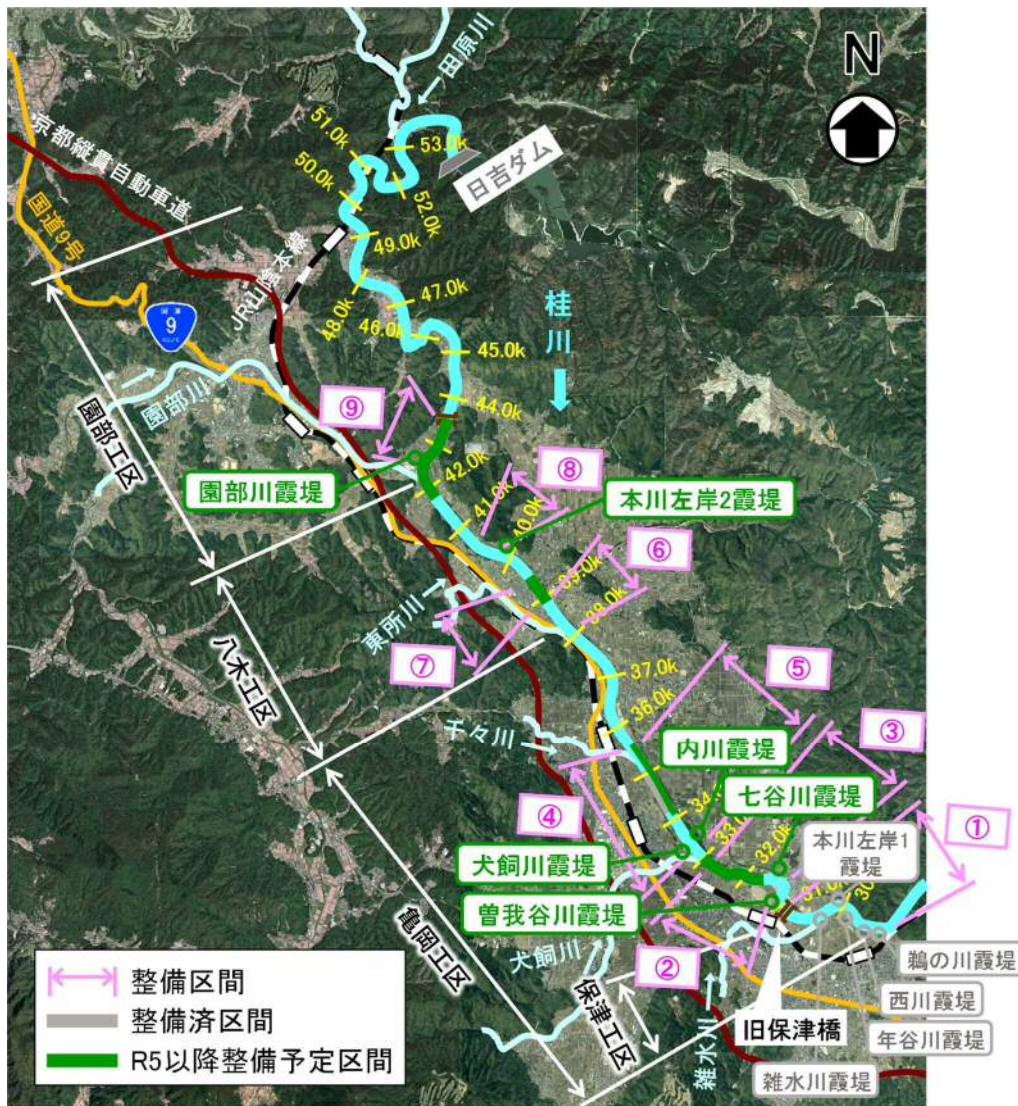 N
田原川
51.0k
53.0k
日吉ダム
50.0k
52.0k
京都縦貫自動車道
国道9号
JR山陰本線
49.0k
48.0k
47.0k
46.0k
45.0k
桂川
国道
9
ROUTE
44.0k
園部川
⑨
園部工区
園部川霞堤
42.0k
41.0k
⑧
40.0k
本川左岸2霞堤
⑥
39.0k
38.0k
東所川
⑦
八木工区
37.0k
⑤
36.0k
千々川
③
内川霞堤
34.
七谷川霞堤
33.0
④
①
犬飼川霞堤
32.0k
本川左岸1
霞堤
31.0
30.
曽我谷川霞堤
亀岡工区
犬飼川
②
保津工区
雑水川
旧保津橋
鵜の川霞堤
西川霞堤
年谷川霞堤
雑水川霞堤
整備区間
整備済区間
R5以降整備予定区間